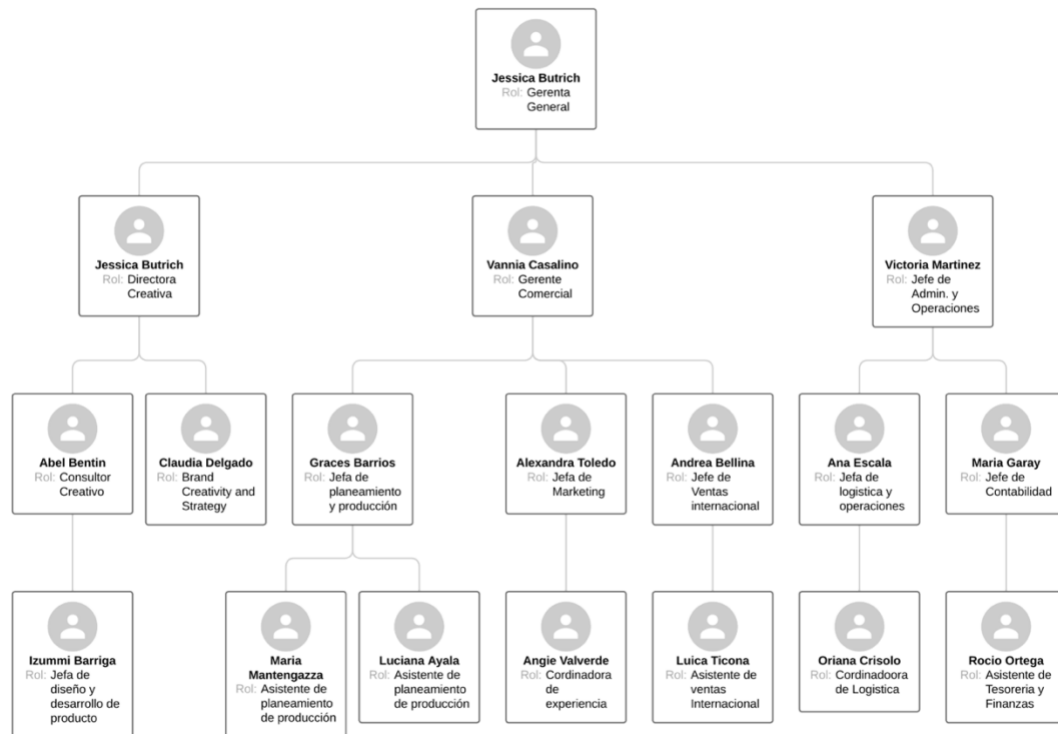 Jessica Butrich
Rol: Gerenta
General
Jessica Butrich
Rol: Directora
Creativa
Vannia Casalino
Rol: Gerente
Comercial
Victoria Martinez
Rol: Jefe de
Admin. y
Operaciones
Abel Bentin
Rol: Consultor
Creativo
Claudia Delgado
Rol: Brand
Creativity and
Strategy
Graces Barrios
Rol: Jefa de
planeamiento
y producción
Alexandra Toledo
Rol: Jefa de
Marketing
Andrea Bellina
Rol: Jefe de
Ventas
internacional
Ana Escala
Rol: Jefa de
logistica y
operaciones
Maria Garay
Rol: Jefe de
Contabilidad
Izummi Barriga
Rol: Jefa de
diseño y
desarrollo de
producto
Maria
Mantengazza
Rol: Asistente de
planeamiento
de producción
Luciana Ayala
Rol: Asistente de
planeamiento
de producción
Angie Valverde
Rol: Cordinadora
de
experiencia
Luica Ticona
Rol: Asistente de
ventas
Internacional
Oriana Crisolo
Rol: Cordinadoora
de Logistica
Rocio Ortega
Rol: Asistente de
Tesoreria y
Finanzas